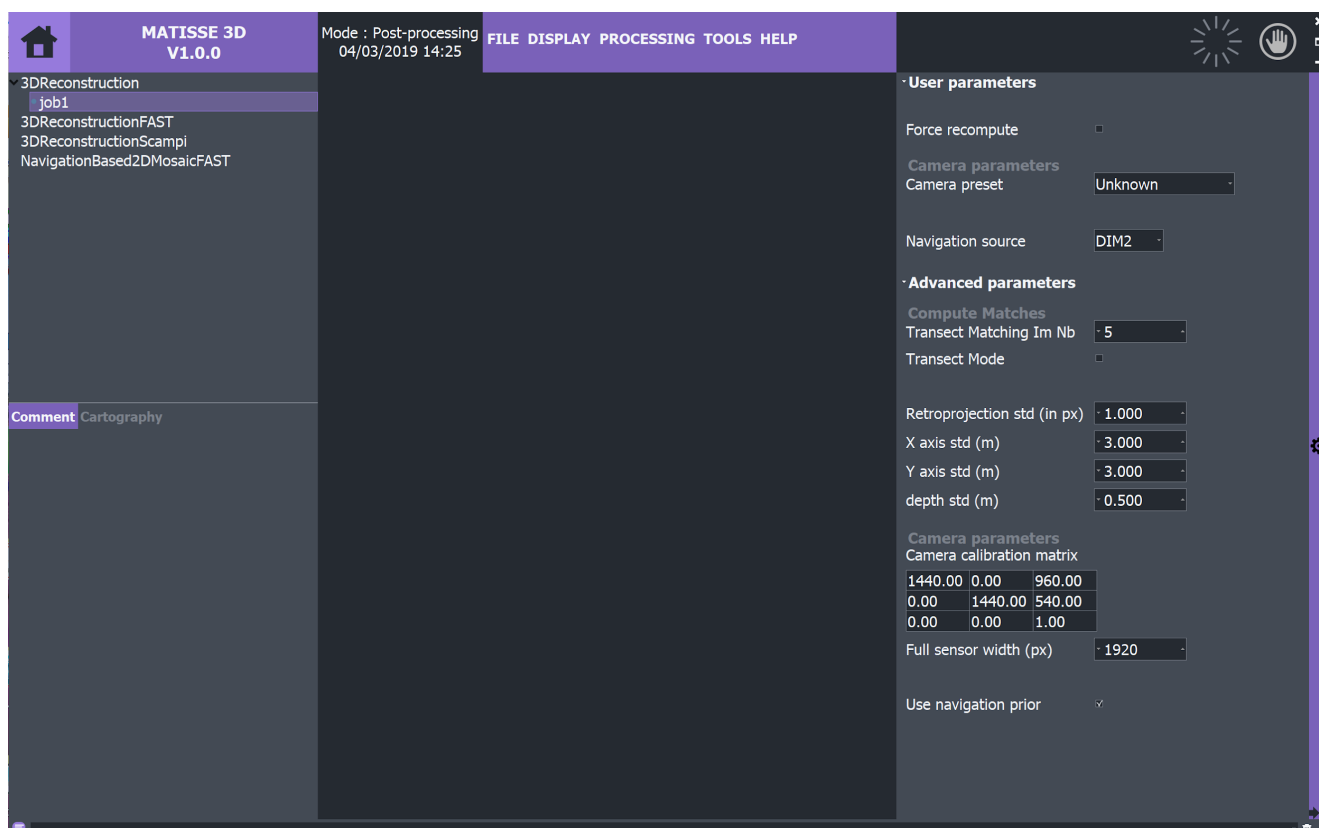 MATISSE 3D
V1.0.0
Mode : Post-processing
04/03/2019 14:25
FILE DISPLAY PROCESSING TOOLS HELP
3DReconstruction
job1
3DReconstructionFAST
3DReconstructionScampi
NavigationBased2DMosaicFAST
Comment Cartography
User parameters
Force recompute
Camera parameters
Camera preset Unknown
Navigation source DIM2
Advanced parameters
Compute Matches
Transect Matching Im Nb 5
Transect Mode
Retroprojection std (in px) 1.000
X axis std (m) 3.000
Y axis std (m) 3.000
depth std (m) 0.500
Camera parameters
Camera calibration matrix
1440.00 0.00 960.00
0.00 1440.00 540.00
0.00 0.00 1.00
Full sensor width (px) 1920
Use navigation prior